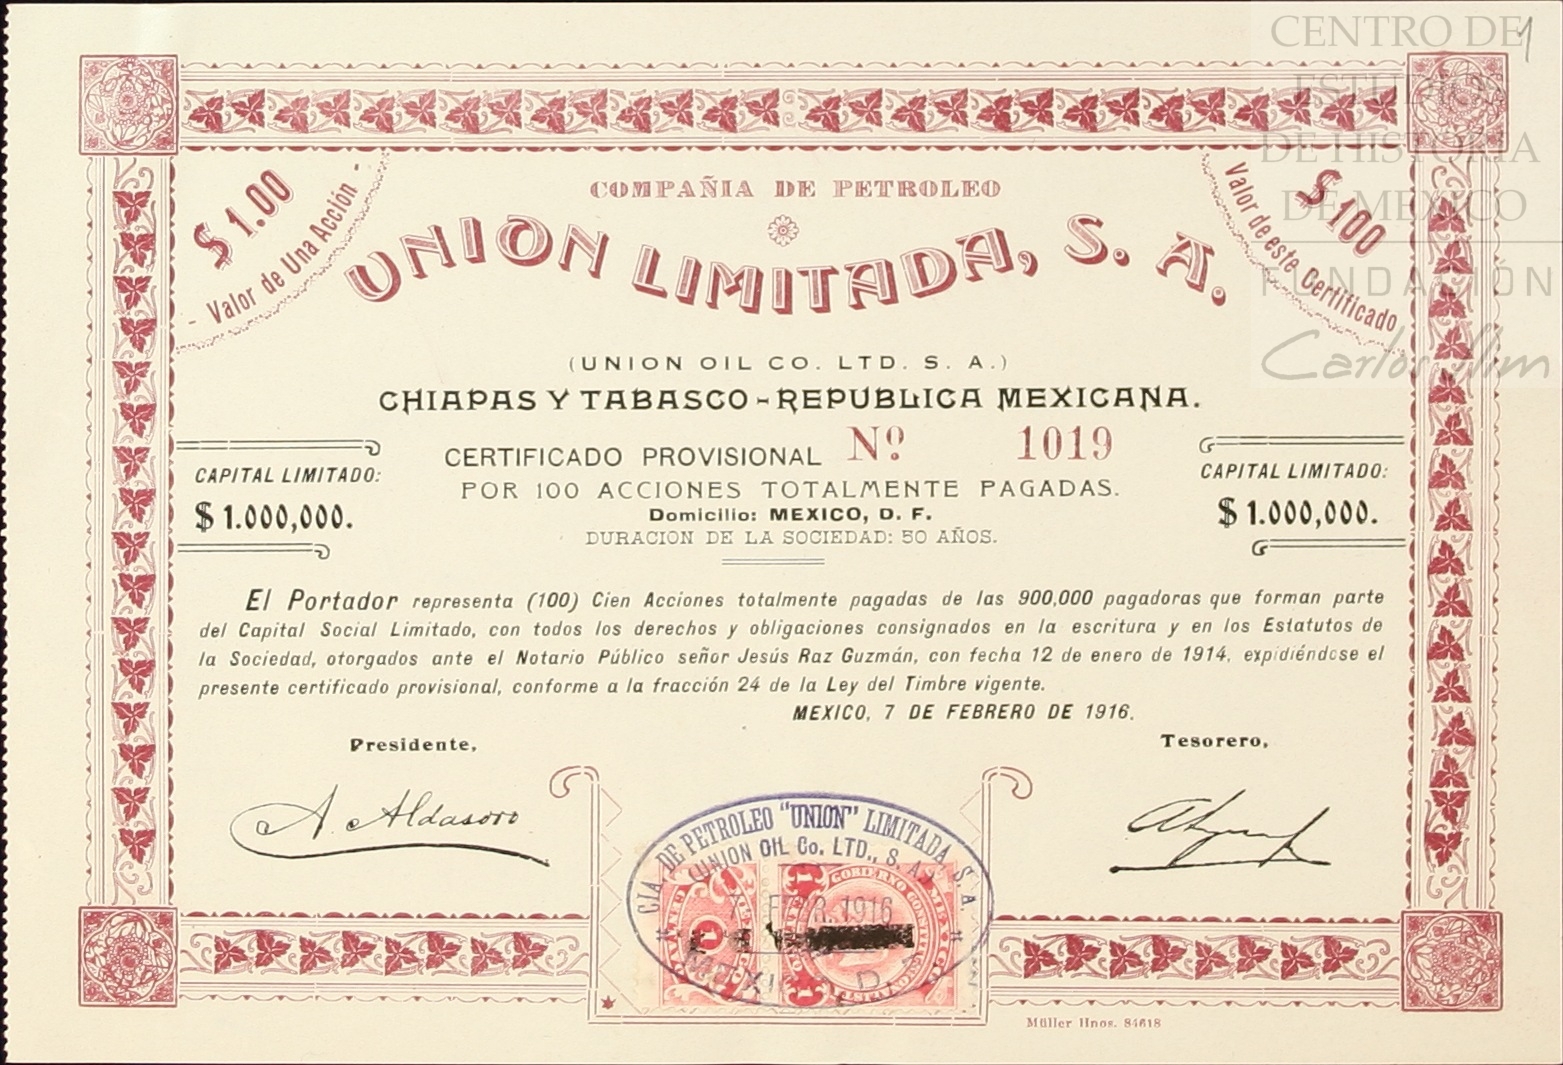 CENTRO DE
ESTUDIOS
DE HISTORIA
DE MEXICO
FUNDACIÓN
Carlos Slim
1
$ 1.00
- Valor de Una Acción -
$ 100
Valor de este Certificado
COMPAÑIA DE PETROLEO
UNION LIMITADA, S. A.
(UNION OIL CO. LTD. S. A.)
CHIAPAS Y TABASCO - REPUBLICA MEXICANA.
CERTIFICADO PROVISIONAL Nº 1019
POR 100 ACCIONES TOTALMENTE PAGADAS.
Domicilio: MEXICO, D. F.
DURACION DE LA SOCIEDAD: 50 AÑOS.
CAPITAL LIMITADO:
$ 1.000,000.
CAPITAL LIMITADO:
$ 1.000,000.
El Portador representa (100) Cien Acciones totalmente pagadas de las 900,000 pagadoras que forman parte
del Capital Social Limitado, con todos los derechos y obligaciones consignados en la escritura y en los Estatutos de
la Sociedad, otorgados ante el Notario Público señor Jesús Raz Guzmán, con fecha 12 de enero de 1914, expidiéndose el
presente certificado provisional, conforme a la fracción 24 de la Ley del Timbre vigente.
MEXICO, 7 DE FEBRERO DE 1916.
Presidente,
Tesorero,
A. Aldasoro
CIA. DE PETROLEO "UNION" LIMITADA, S. A.
(UNION OIL Co. LTD., S. A.)
7 FEB. 1916
MEXICO, D. F.
GOBIERNO
Müller Hnos. 84618